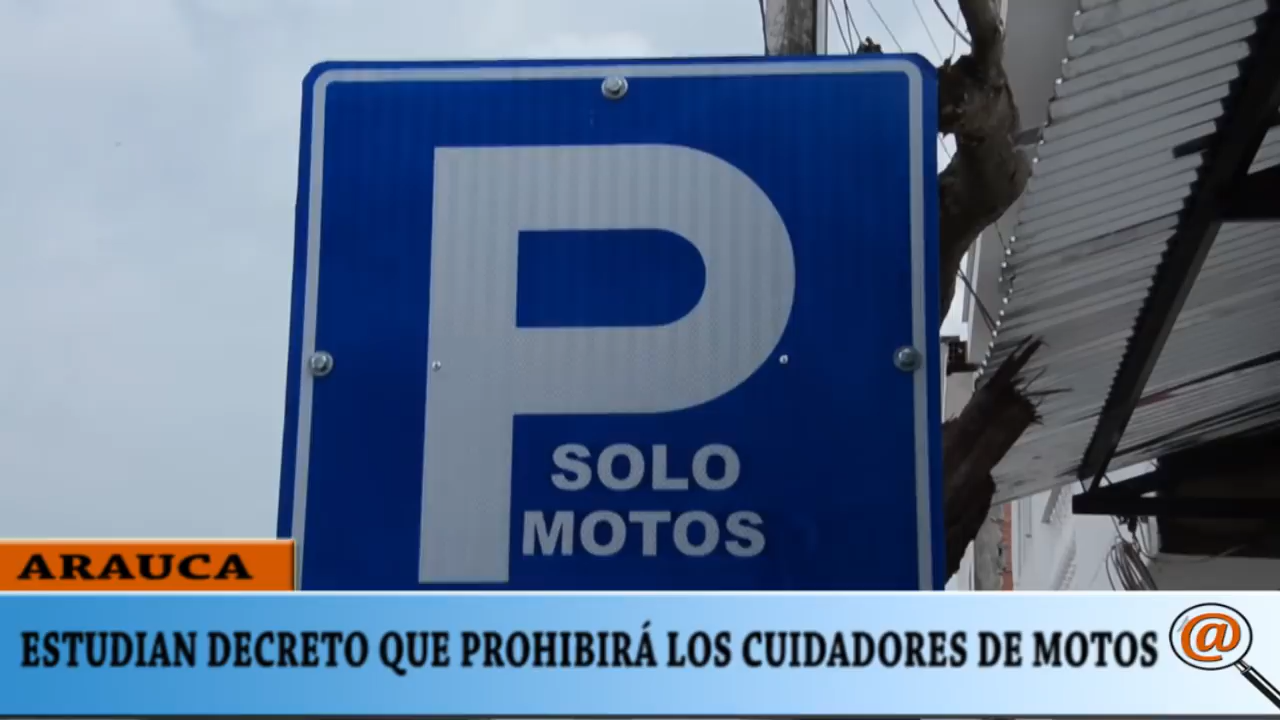 P
SOLO
MOTOS
ARAUCA
ESTUDIAN DECRETO QUE PROHIBIRÁ LOS CUIDADORES DE MOTOS
@